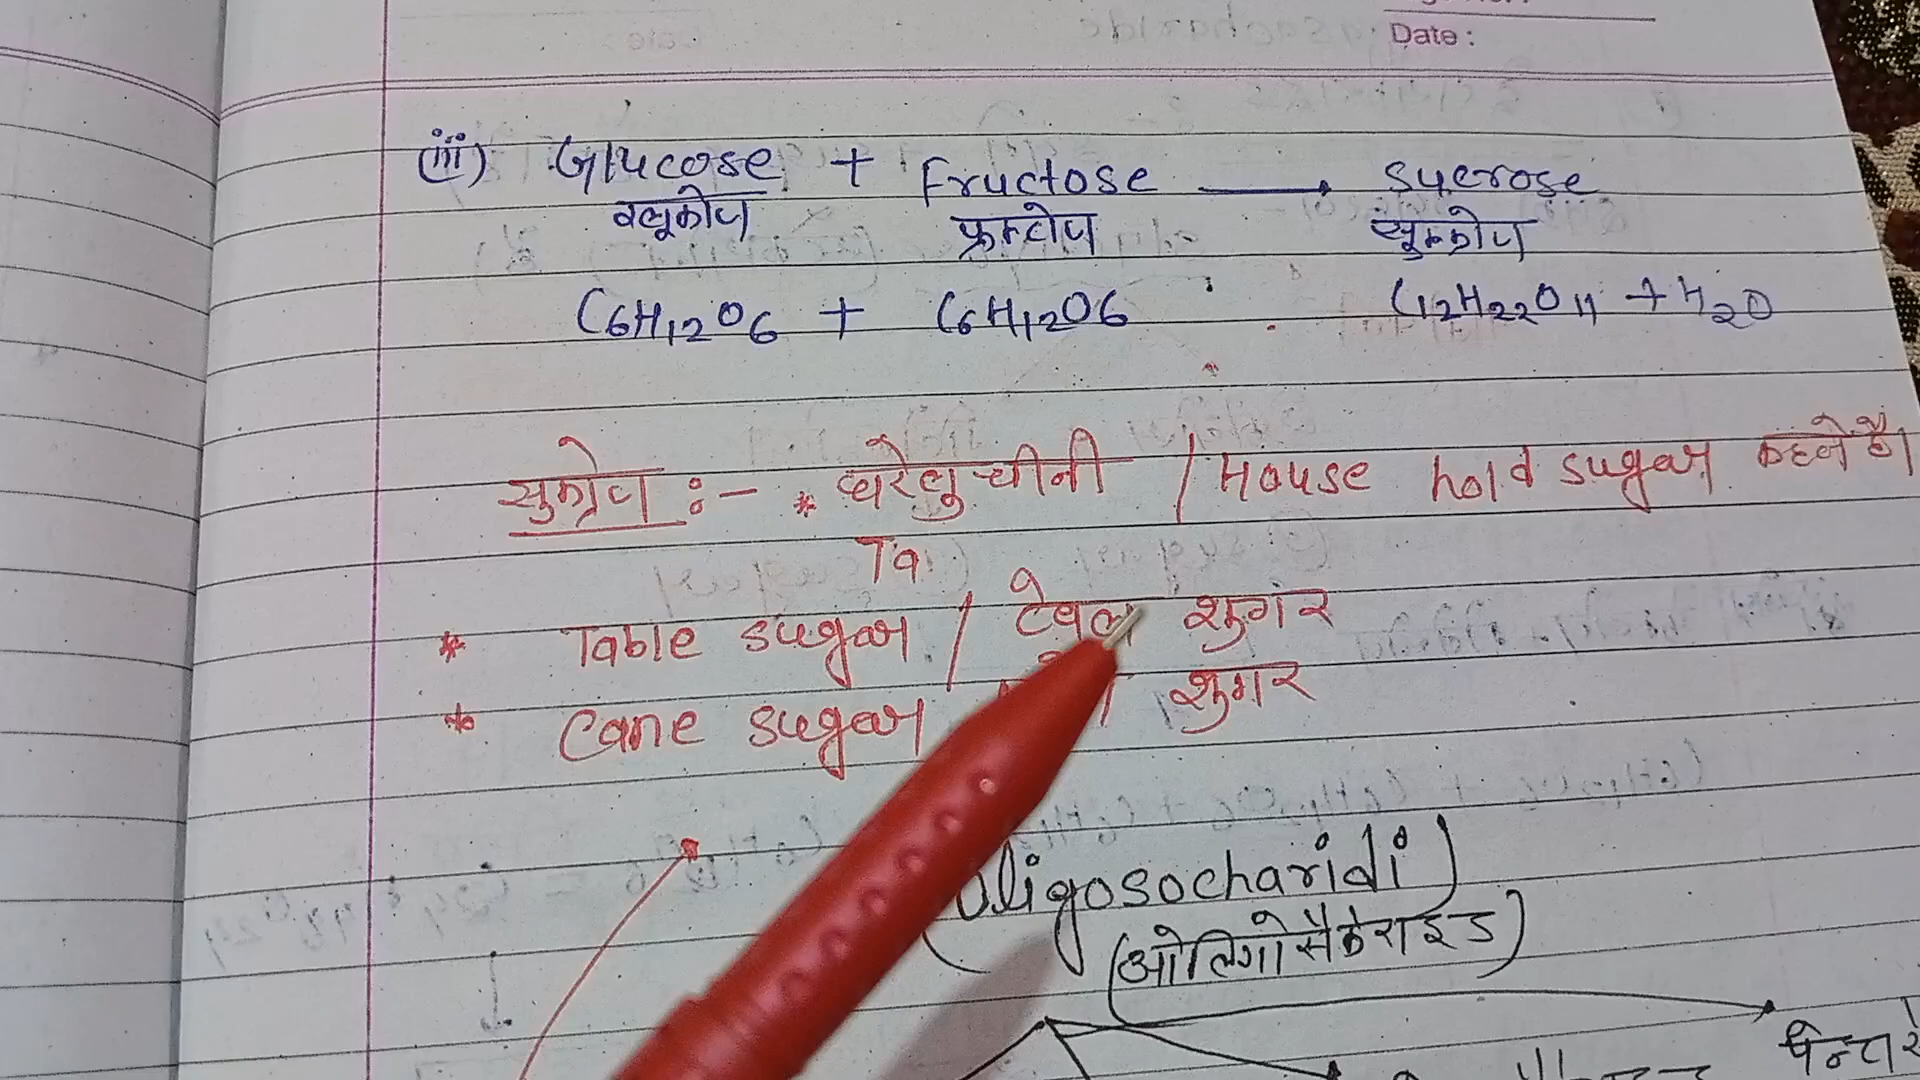 Date :
(iii) Glucose + fructose → sucrose
ग्लूकोज फ्रक्टोज सूक्रोज
C6H12O6 + C6H12O6 C12H22O11 + H2O
सुक्रोज :- * घरेलु चीनी / House hold sugar कहते है।
Ta
* Table sugar / टेबल शुगर
* Cane sugar शुगर
Oligosocharidi)
(ओलिगोसैकेराइड)